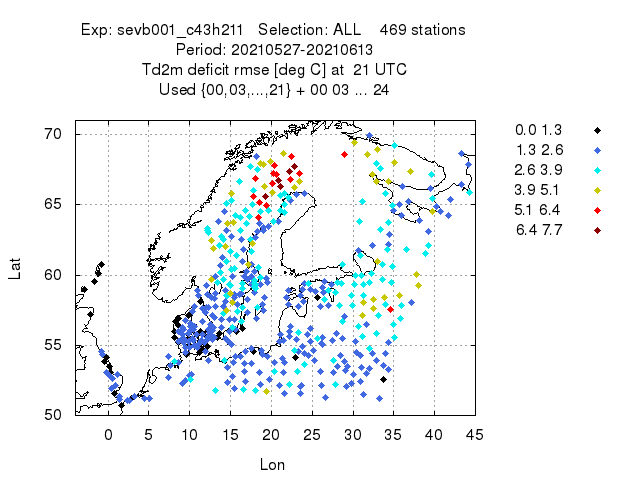 Exp: sevb001_c43h211   Selection: ALL    469 stations
Period: 20210527-20210613
Td2m deficit rmse [deg C] at  21 UTC
Used {00,03,...,21} + 00 03 ... 24
70
65
60
55
50
Lat
0 5 10 15 20 25 30 35 40 45
Lon
0.0 1.3
1.3 2.6
2.6 3.9
3.9 5.1
5.1 6.4
6.4 7.7